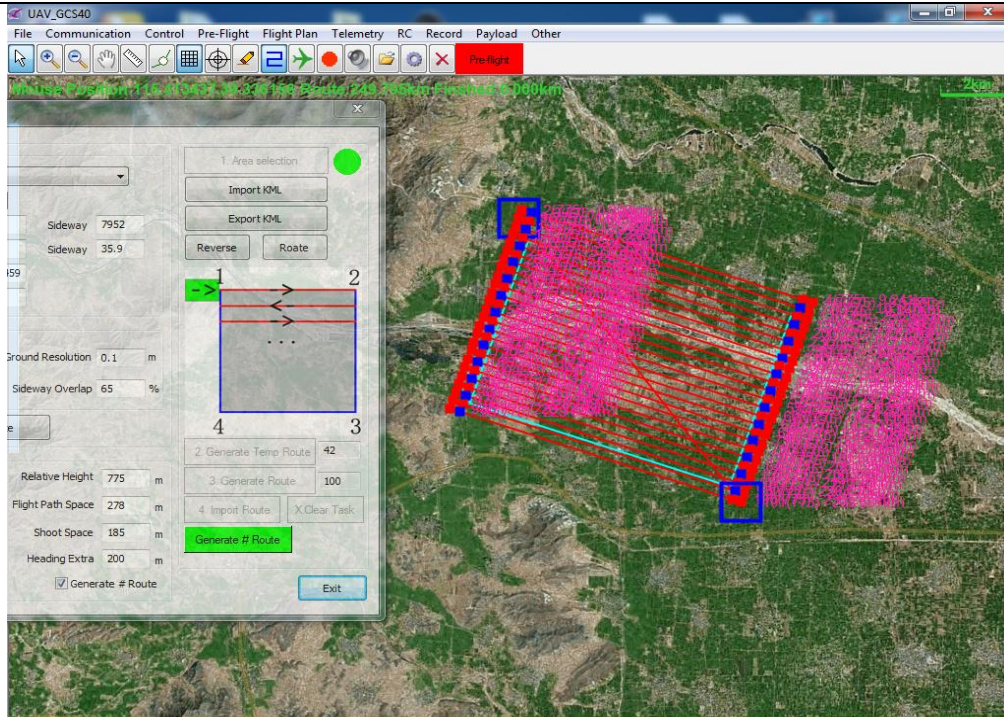 UAV_GCS40
File Communication Control Pre-Flight Flight Plan Telemetry RC Record Payload Other
Pre-flight
2km
1. Area selection
Import KML
Export KML
Reverse Roate
Sideway 7952
Sideway 35.9
459
1 2
-> ->
<-
->
...
4 3
Ground Resolution 0.1 m
Sideway Overlap 65 %
2. Generate Temp Route 42
3. Generate Route 100
4. Import Route X.Clear Task
Generate # Route
Relative Height 775 m
Flight Path Space 278 m
Shoot Space 185 m
Heading Extra 200 m
Generate # Route
Exit